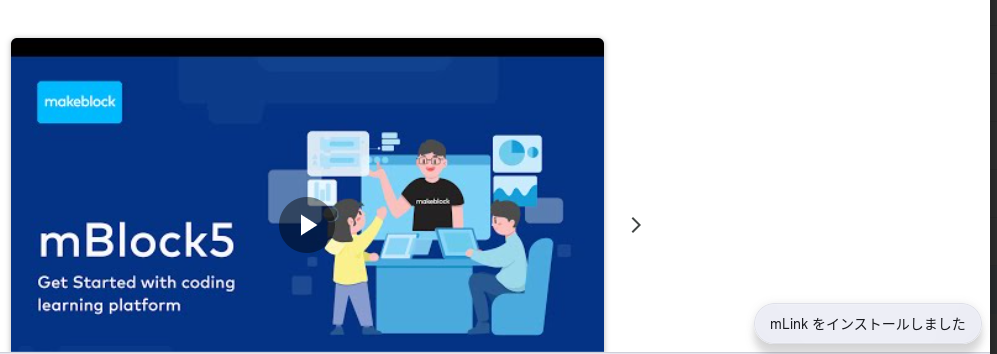 makeblock
makeblock
mBlock5
Get Started with coding
learning platform
mLink をインストールしました